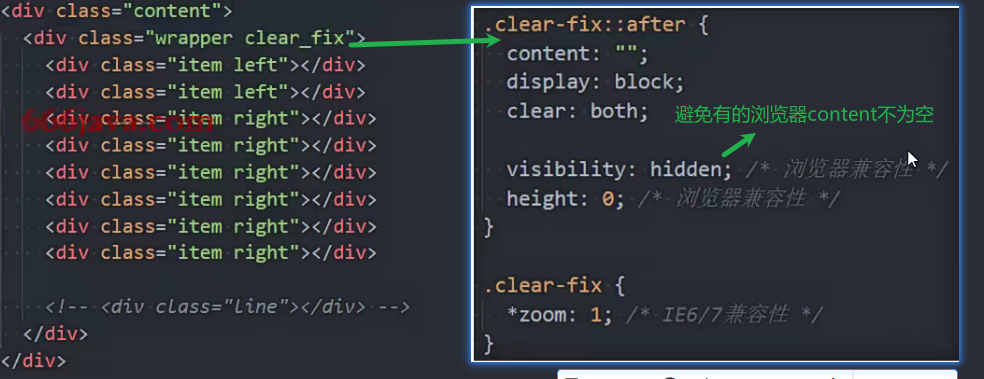 <div class="content">
<div class="wrapper clear_fix">
<div class="item left"></div>
<div class="item left"></div>
<div class="item right"></div>
<div class="item right"></div>
<div class="item right"></div>
<div class="item right"></div>
<div class="item right"></div>
<div class="item right"></div>
<!-- <div class="line"></div> -->
</div>
</div>
.clear-fix::after {
content: "";
display: block;
clear: both;
避免有的浏览器content不为空
visibility: hidden; /* 浏览器兼容性 */
height: 0; /* 浏览器兼容性 */
}
.clear-fix {
*zoom: 1; /* IE6/7兼容性 */
}